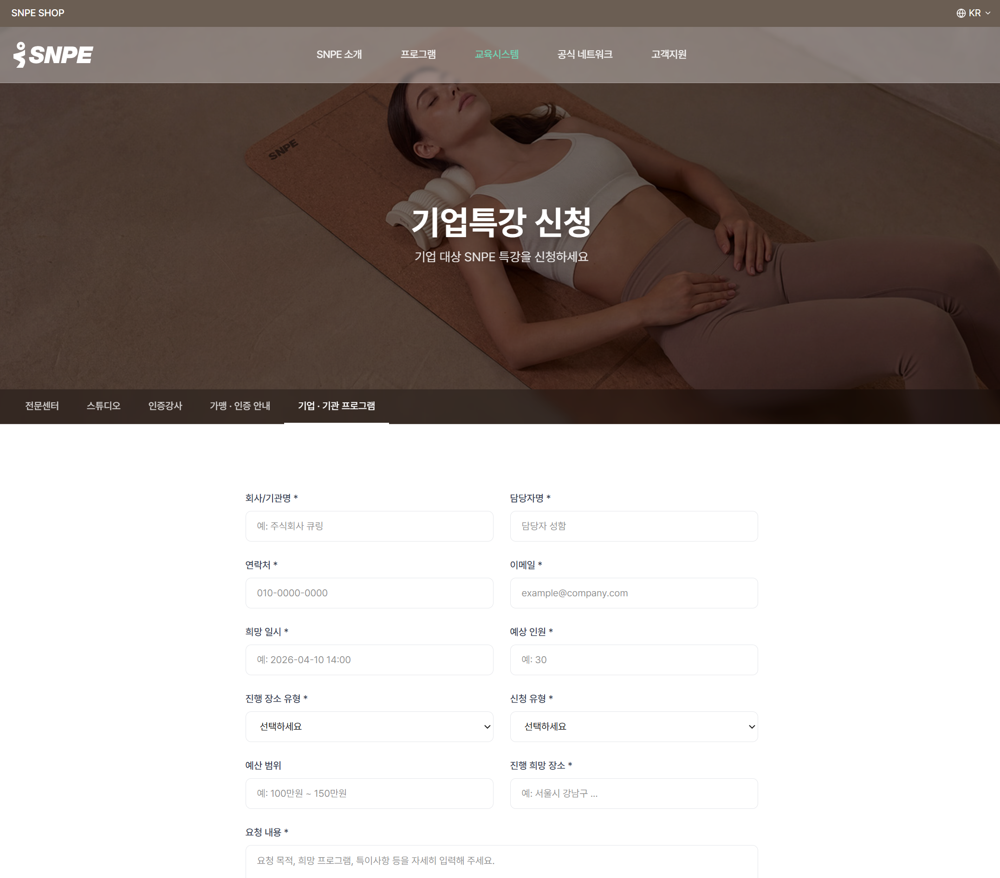 SNPE SHOP
KR
SNPE
SNPE 소개
프로그램
교육시스템
공식 네트워크
고객지원
SNPE
기업특강 신청
기업 대상 SNPE 특강을 신청하세요
전문센터
스튜디오
인증강사
가맹 · 인증 안내
기업 · 기관 프로그램
회사/기관명 *
담당자명 *
예: 주식회사 큐링
담당자 성함
연락처 *
이메일 *
010-0000-0000
example@company.com
희망 일시 *
예상 인원 *
예: 2026-04-10 14:00
예: 30
진행 장소 유형 *
신청 유형 *
선택하세요
선택하세요
예산 범위
진행 희망 장소 *
예: 100만원 ~ 150만원
예: 서울시 강남구 ...
요청 내용 *
요청 목적, 희망 프로그램, 특이사항 등을 자세히 입력해 주세요.